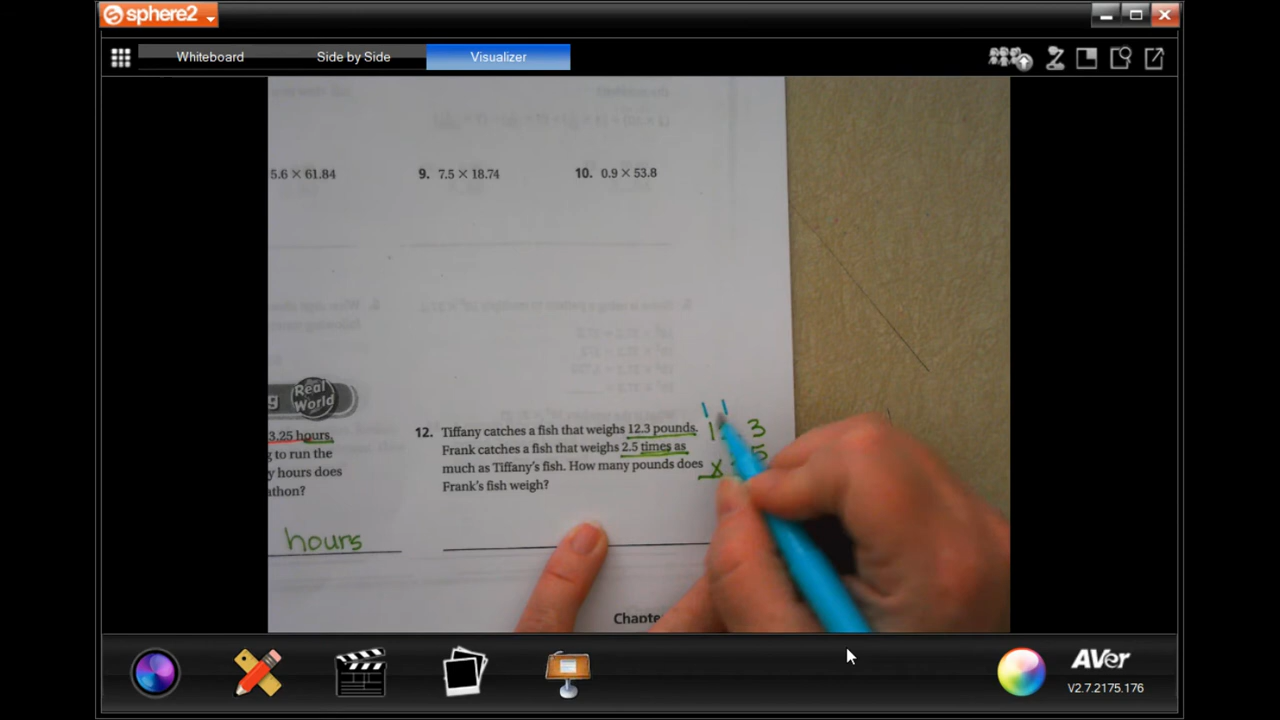 sphere2
Whiteboard
Side by Side
Visualizer
5.6 × 61.84
9. 7.5 × 18.74
10. 0.9 × 53.8
Real
World
3.25 hours.
g to run the
y hours does
athon?
hours
12. Tiffany catches a fish that weighs 12.3 pounds.
Frank catches a fish that weighs 2.5 times as
much as Tiffany's fish. How many pounds does
Frank's fish weigh?
1 1
1 3
× 5
Chapte
AVer
V2.7.2175.176